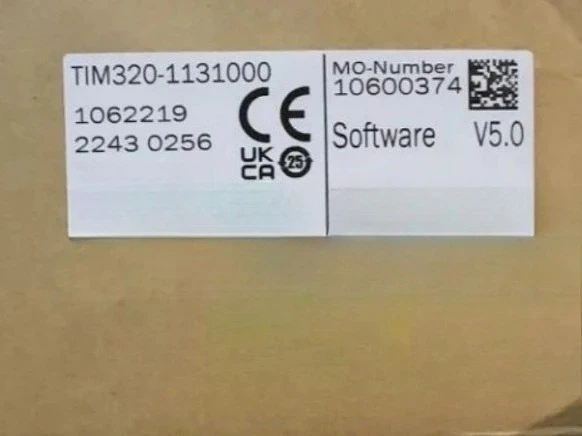 TIM320-1131000
1062219
2243 0256
CE
UK
CA
25
MO-Number
10600374
Software V5.0